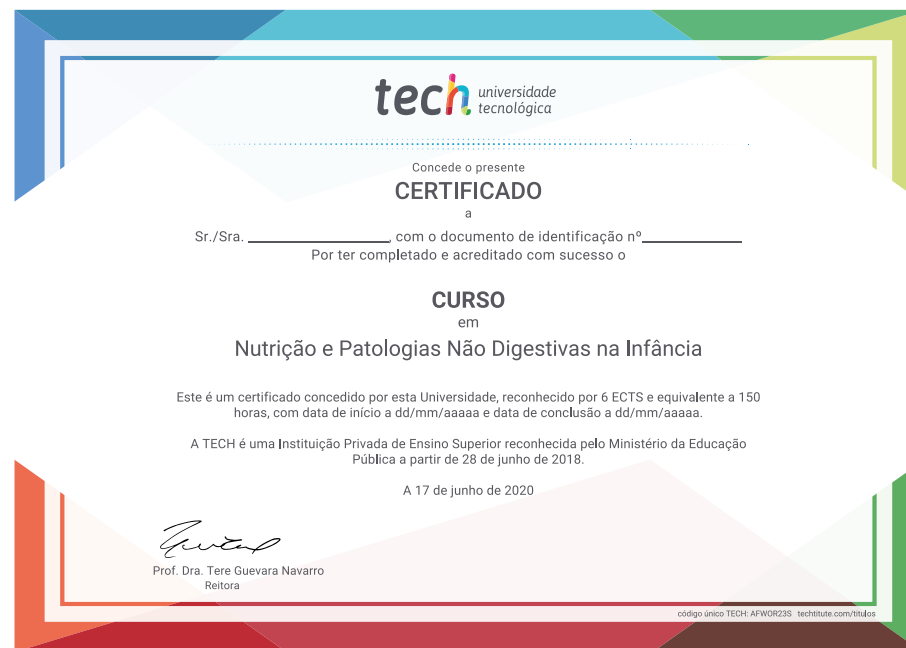 tech universidade
tecnológica
Concede o presente
CERTIFICADO
a
Sr./Sra. ____________________, com o documento de identificação nº______________
Por ter completado e acreditado com sucesso o
CURSO
em
Nutrição e Patologias Não Digestivas na Infância
Este é um certificado concedido por esta Universidade, reconhecido por 6 ECTS e equivalente a 150
horas, com data de início a dd/mm/aaaaa e data de conclusão a dd/mm/aaaaa.
A TECH é uma Instituição Privada de Ensino Superior reconhecida pelo Ministério da Educação
Pública a partir de 28 de junho de 2018.
A 17 de junho de 2020
Prof. Dra. Tere Guevara Navarro
Reitora
código único TECH: AFWOR23S techtitute.com/titulos